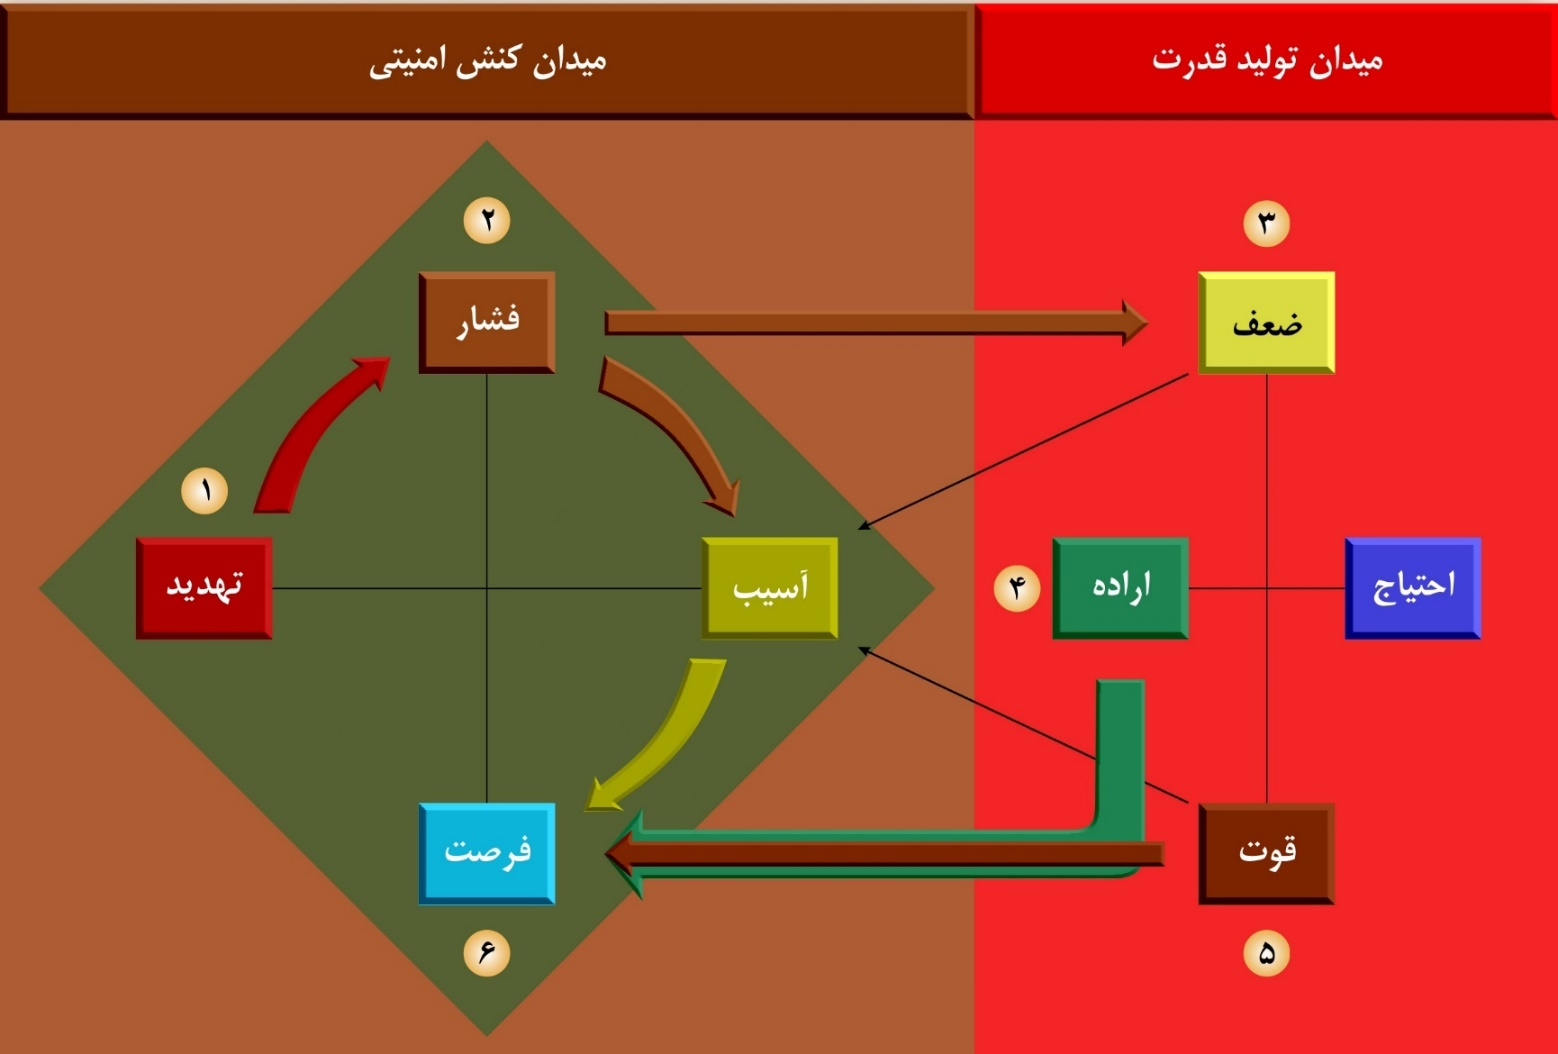 میدان تولید قدرت
میدان کنش امنیتی
۳
۲
ضعف
فشار
۱
احتیاج
اراده
۴
آسیب
تهدید
قوت
فرصت
۵
۶